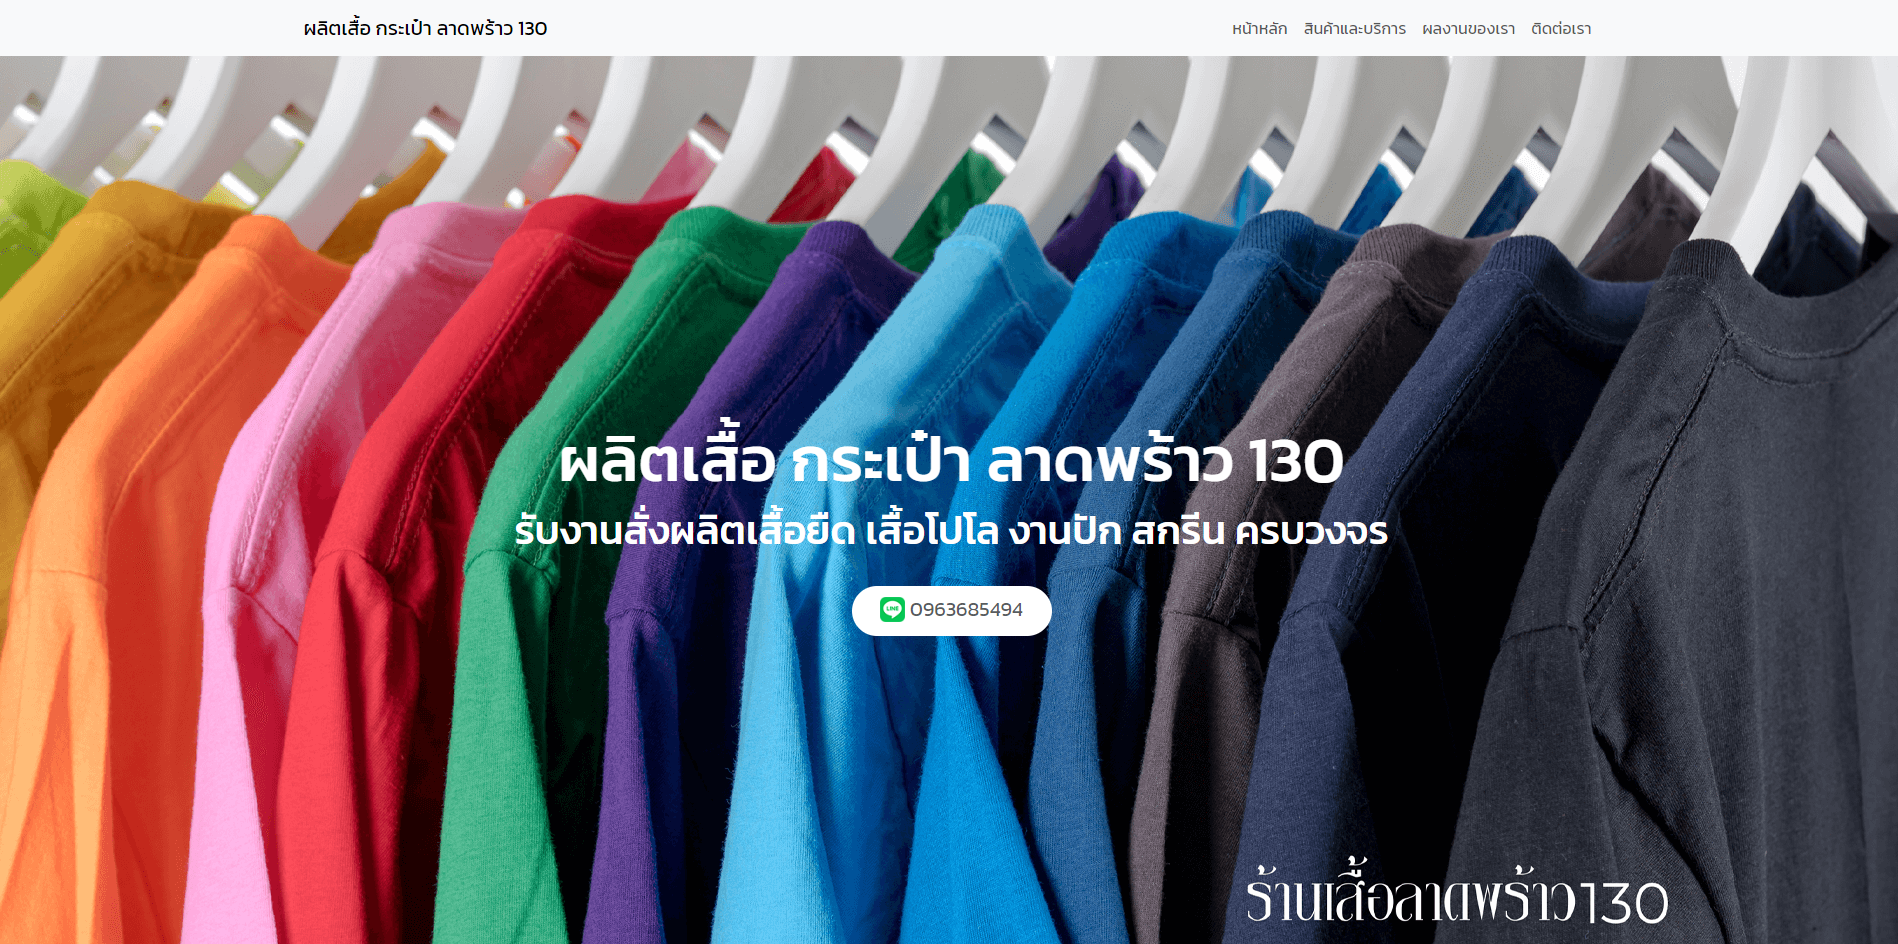 ผลิตเสื้อ กระเป๋า ลาดพร้าว 130
หน้าหลัก สินค้าและบริการ ผลงานของเรา ติดต่อเรา
ผลิตเสื้อ กระเป๋า ลาดพร้าว 130
รับงานสั่งผลิตเสื้อยืด เสื้อโปโล งานปัก สกรีน ครบวงจร
LINE 0963685494
ร้านเสื้อลาดพร้าว130